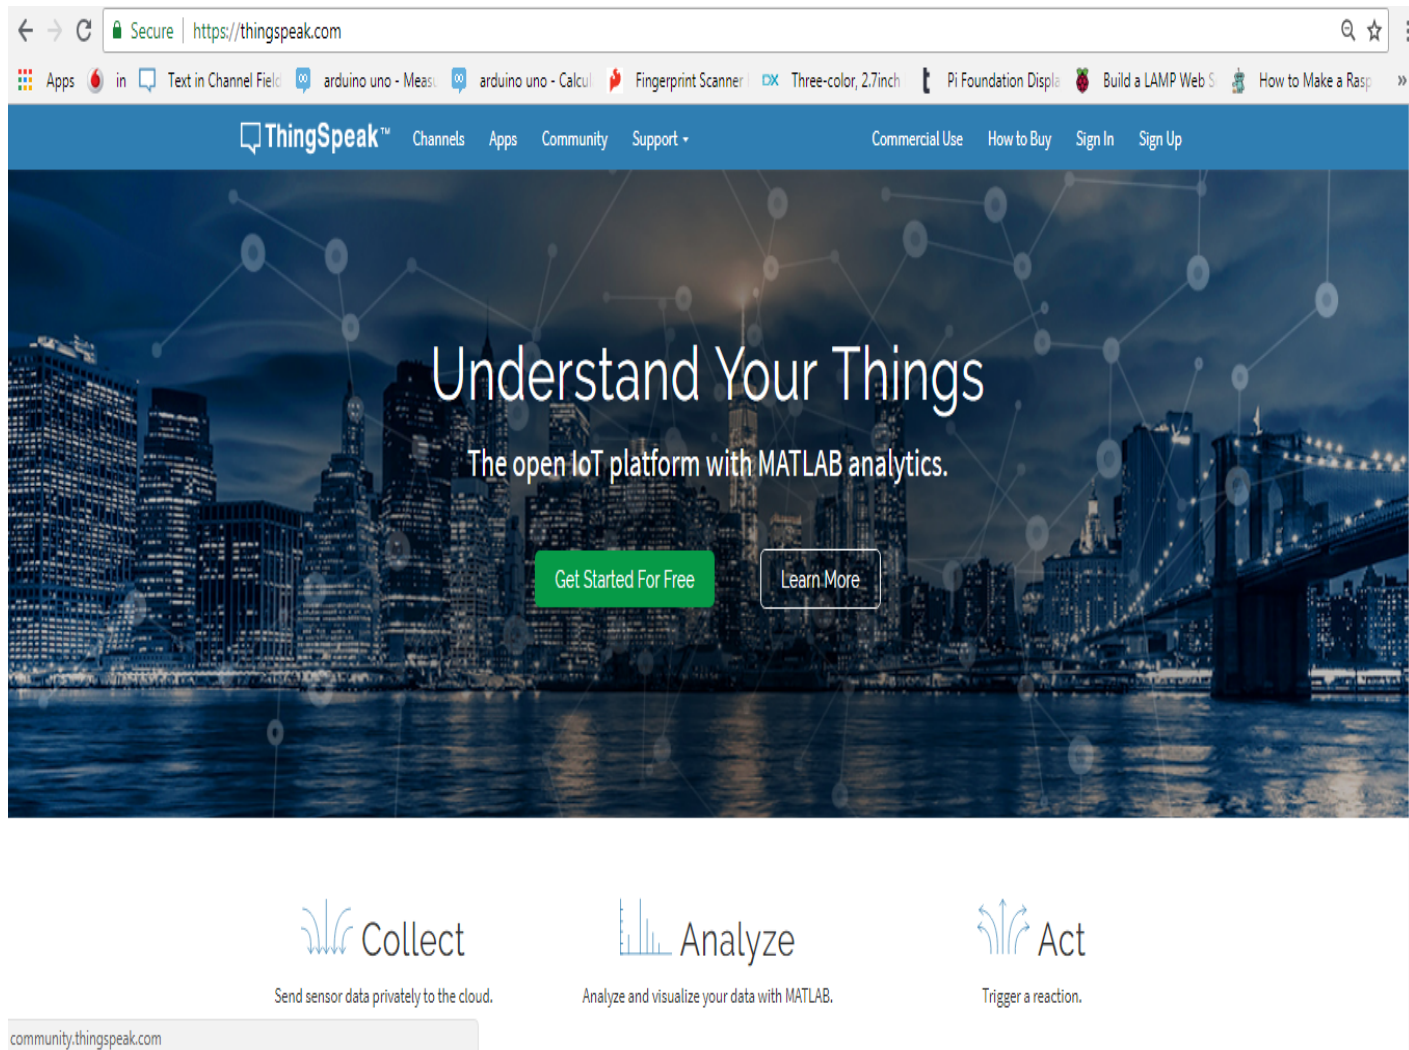 Secure https://thingspeak.com
Apps in Text in Channel Field arduino uno - Meas arduino uno - Calcul Fingerprint Scanner DX Three-color, 2.7inch t Pi Foundation Displa Build a LAMP Web S How to Make a Rasp »
ThingSpeak™ Channels Apps Community Support Commercial Use How to Buy Sign In Sign Up
Understand Your Things
The open IoT platform with MATLAB analytics.
Get Started For Free Learn More
Collect Analyze Act
Send sensor data privately to the cloud. Analyze and visualize your data with MATLAB. Trigger a reaction.
community.thingspeak.com